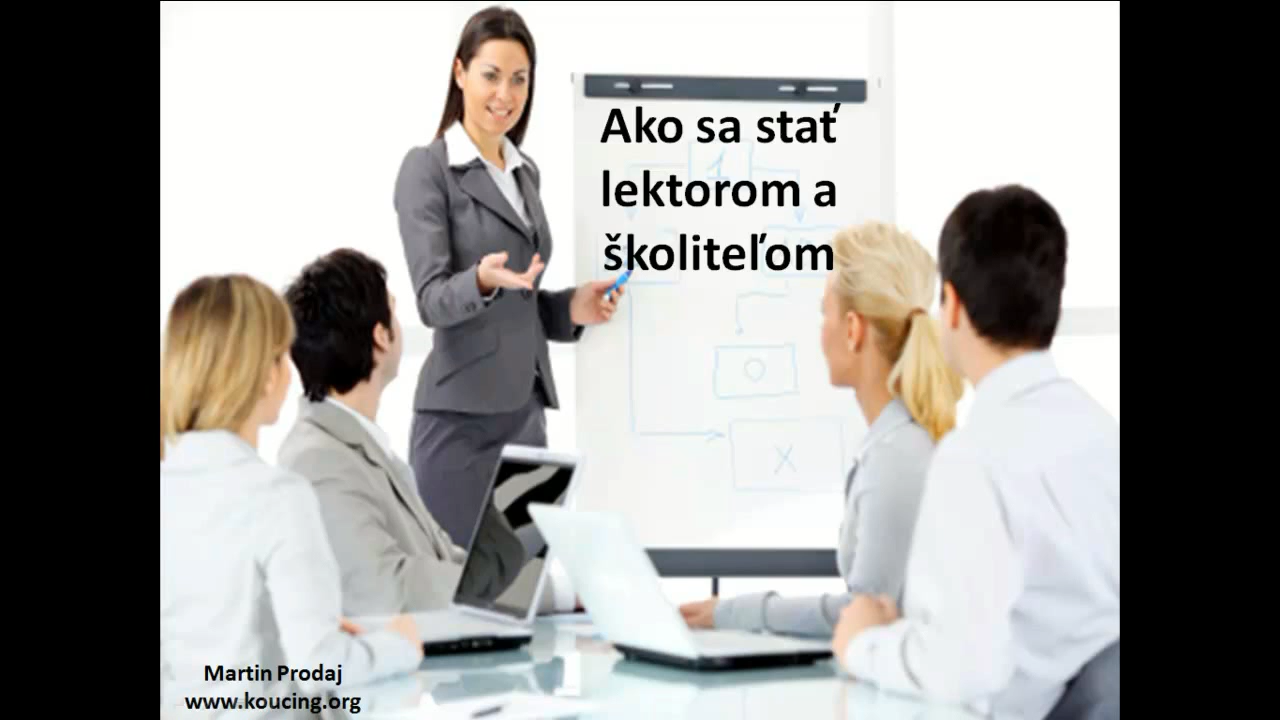 Ako sa stať
lektorom a
školiteľom
Martin Prodaj
www.koucing.org